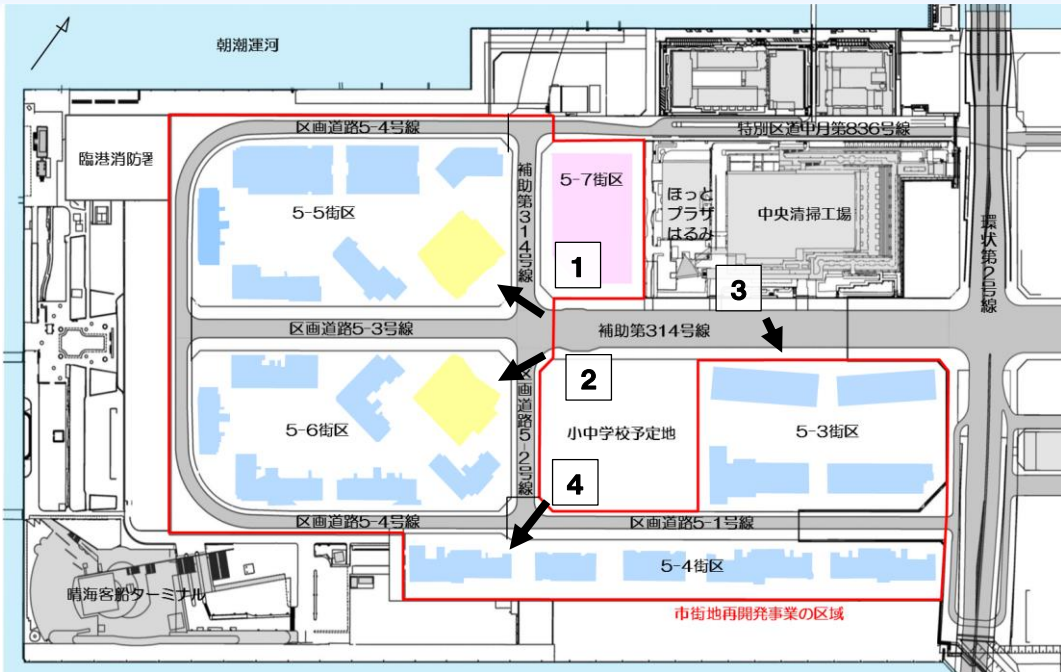 朝潮運河
区画道路5-4号線
特別区道中月第836号線
臨港消防署
補助第314号線
5-7街区
ほっと
プラザ
はるみ
中央清掃工場
環状第2号線
5-5街区
1
3
区画道路5-3号線
補助第314号線
2
区画道路5-2号線
5-6街区
小中学校予定地
5-3街区
4
区画道路5-4号線
区画道路5-1号線
5-4街区
晴海客船ターミナル
市街地再開発事業の区域